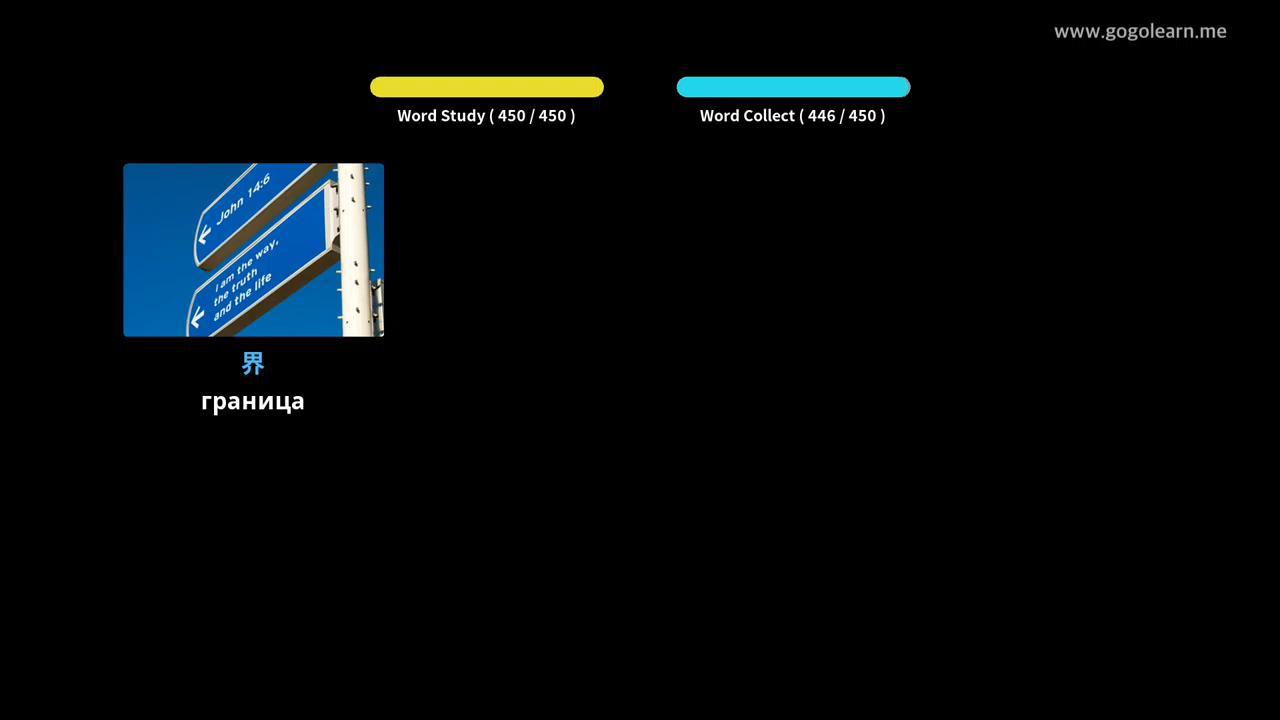 www.gogolearn.me
Word Study ( 450 / 450 )
Word Collect ( 446 / 450 )
John 14:6
I am the way,
the truth
and the life
界
граница